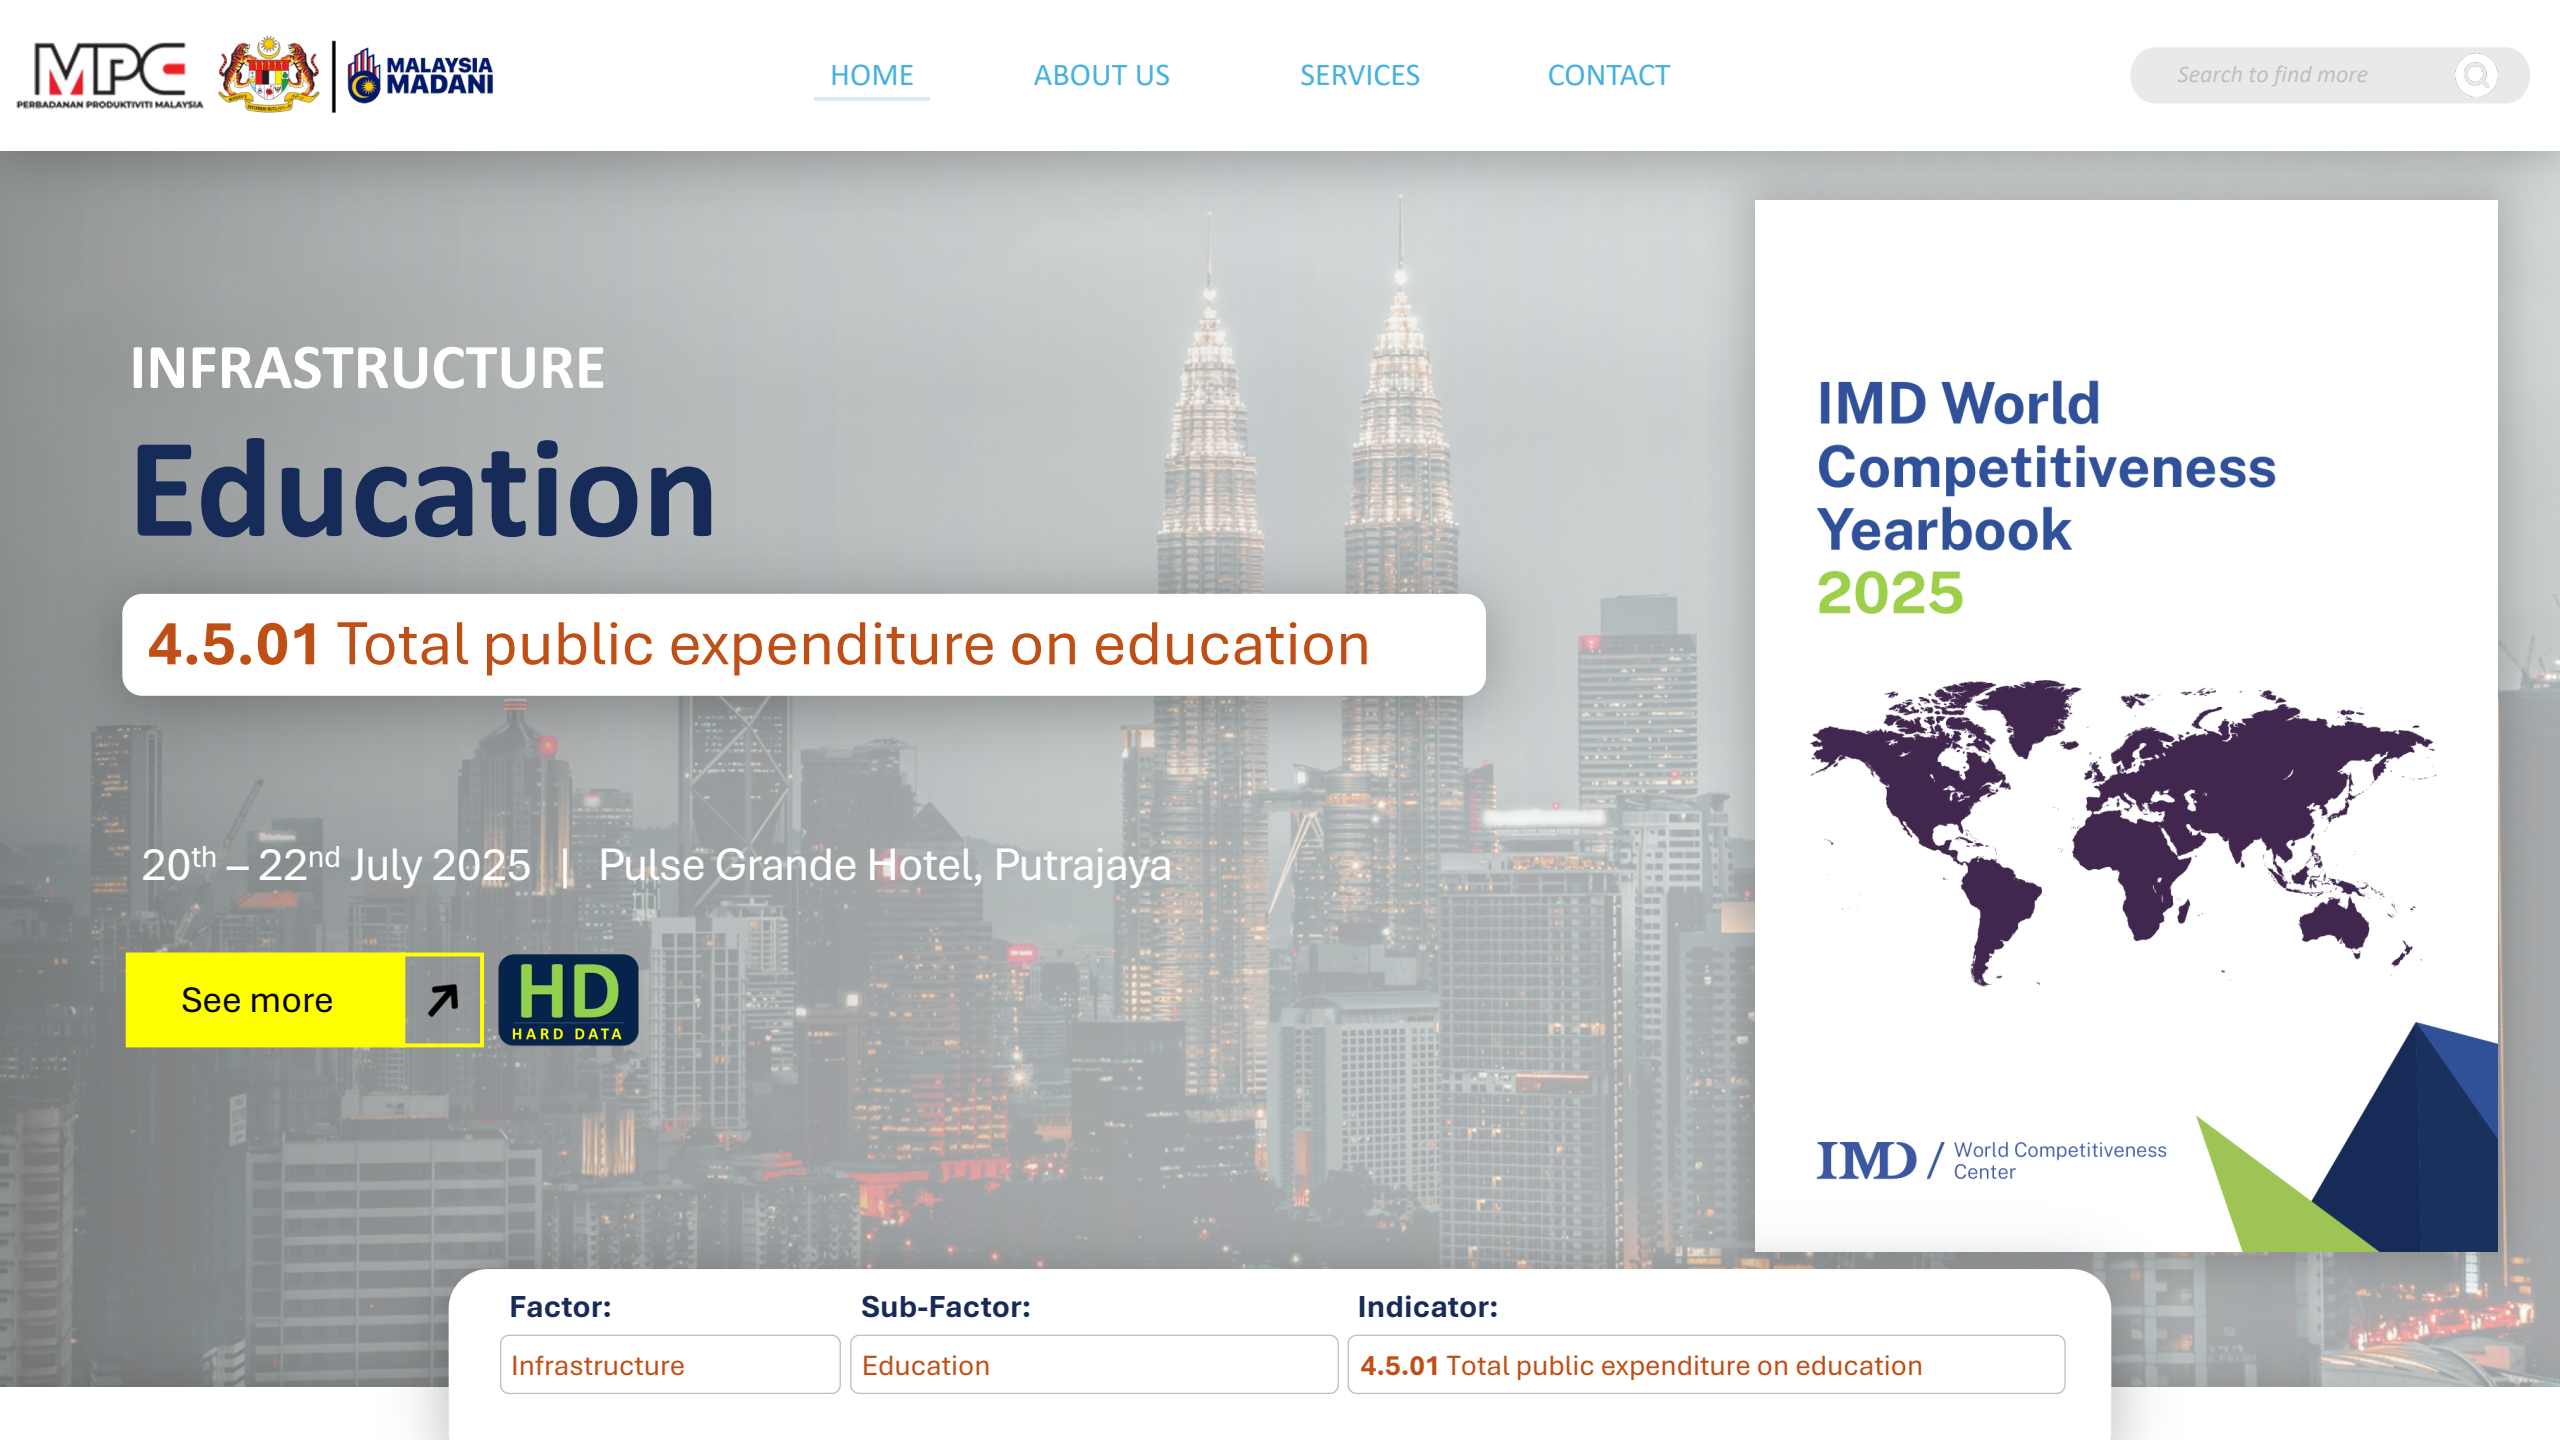 MPC
PERBADANAN PRODUKTIVITI MALAYSIA
MALAYSIA
MADANI
HOME
ABOUT US
SERVICES
CONTACT
Search to find more
INFRASTRUCTURE
Education
4.5.01 Total public expenditure on education
20th – 22nd July 2025 | Pulse Grande Hotel, Putrajaya
See more
HD
HARD DATA
IMD World
Competitiveness
Yearbook
2025
IMD / World Competitiveness
Center
Factor:
Sub-Factor:
Indicator:
Infrastructure
Education
4.5.01 Total public expenditure on education